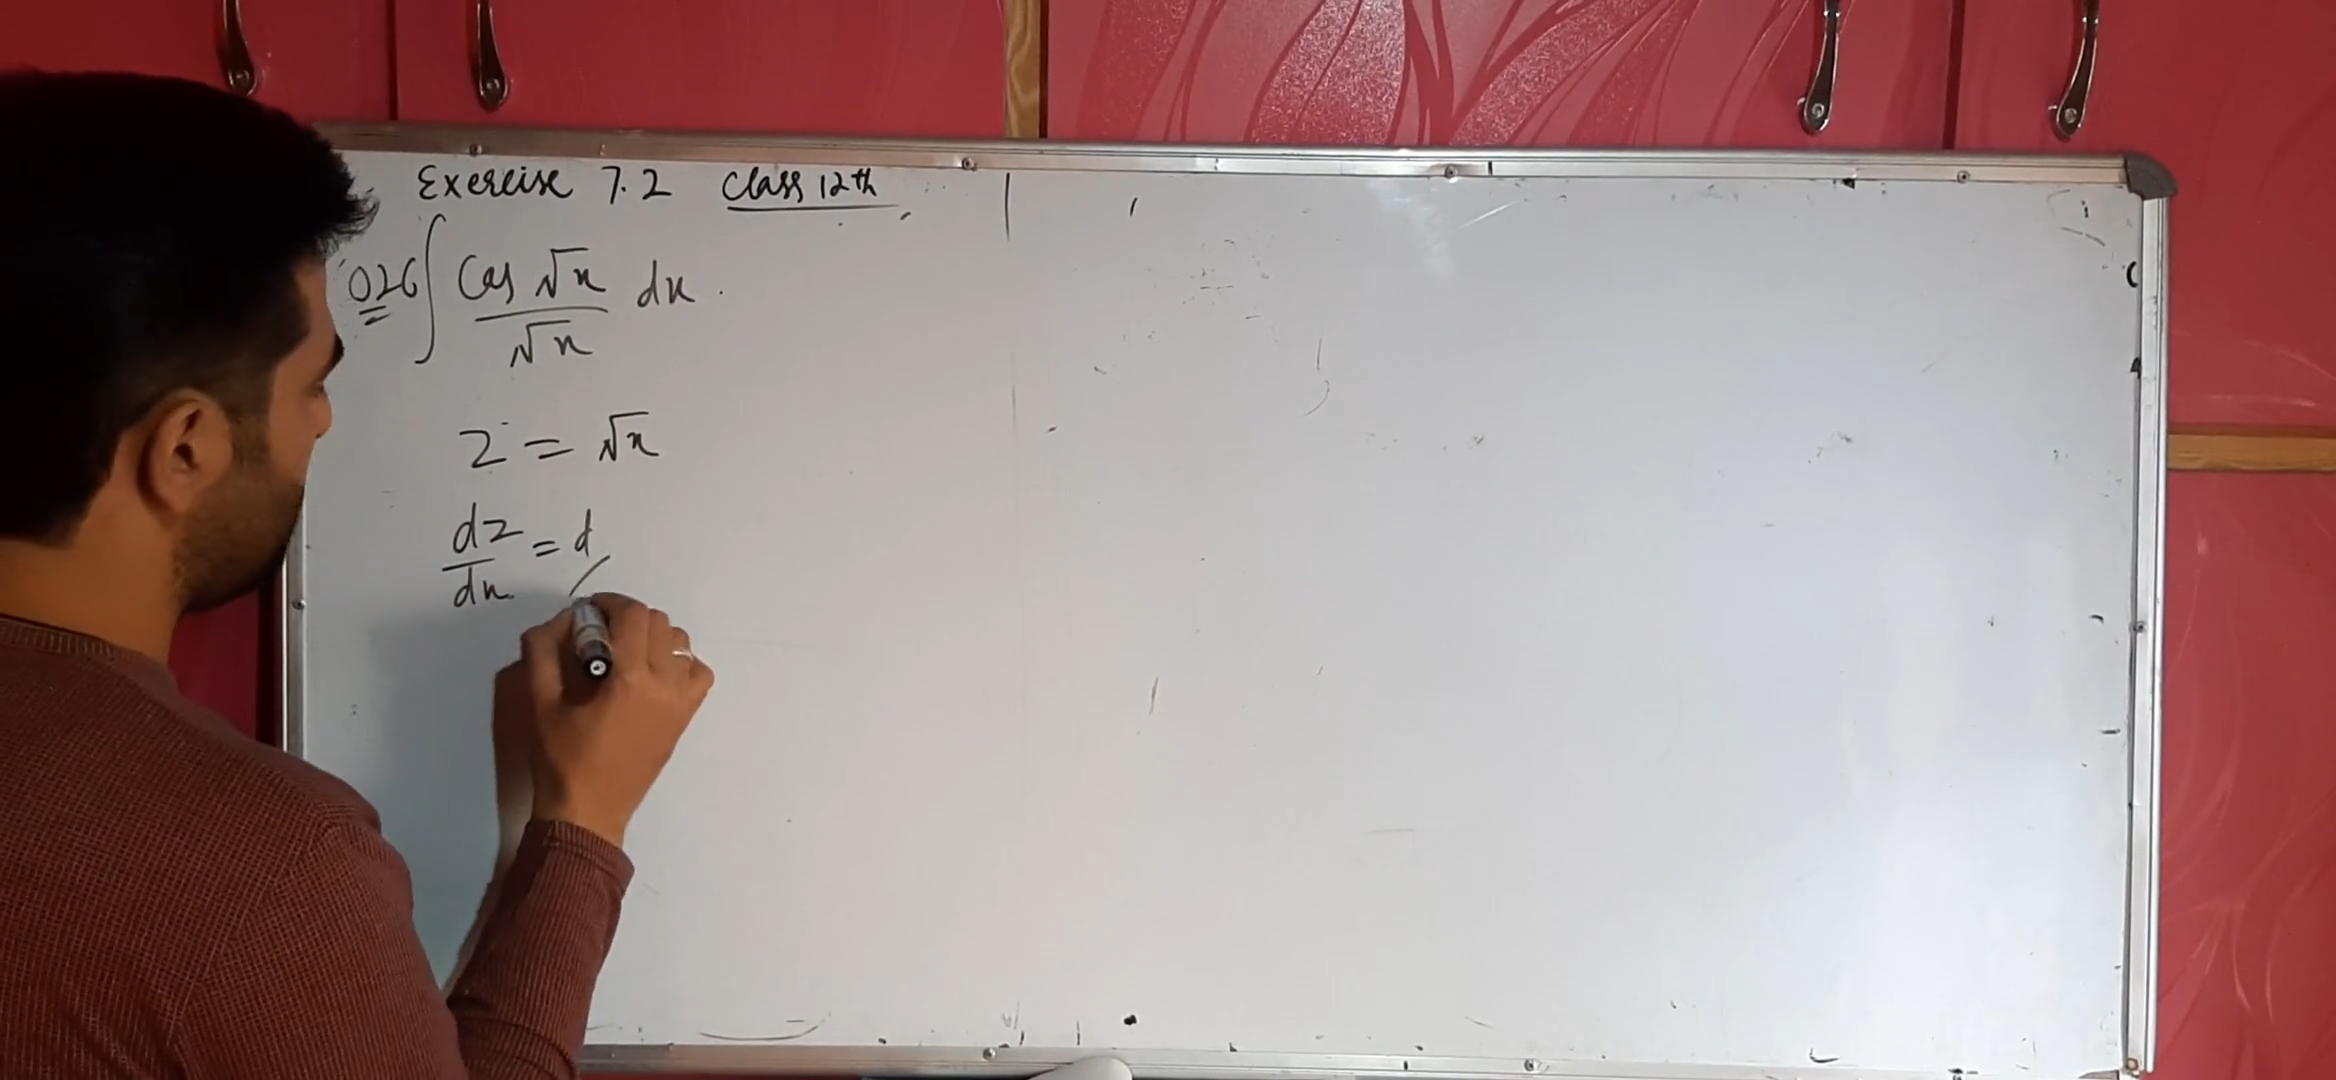 Exercise 7.2 Class 12th
Q26 ∫ Cos √x / √x dx.
z = √x
dz/dx = d